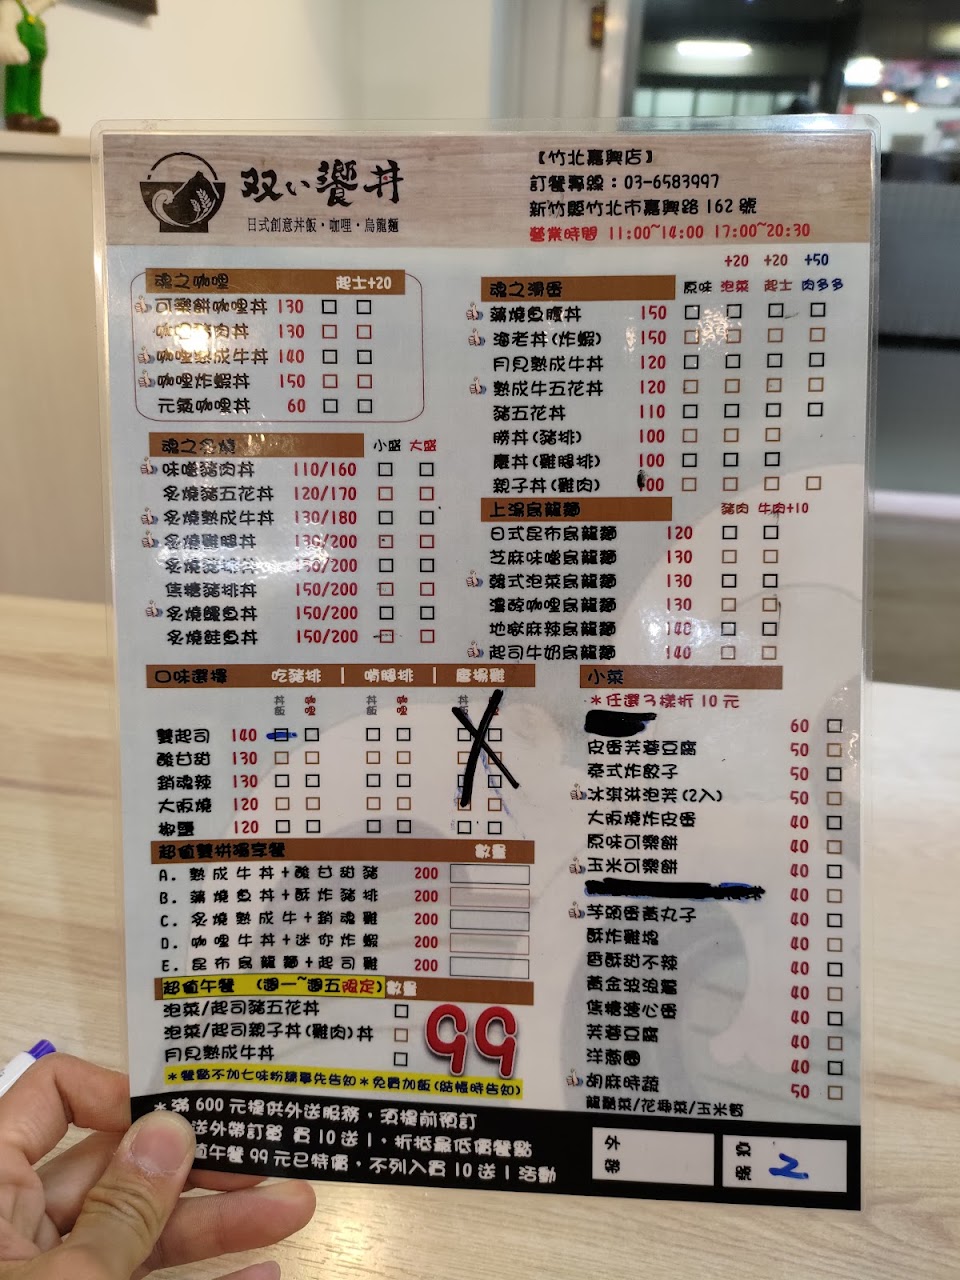 双い饗丼
日式創意丼飯・咖哩・烏龍麵
【竹北嘉興店】
訂餐專線：03-6583997
新竹縣竹北市嘉興路 162 號
營業時間 11:00~14:00 17:00~20:30
魂之咖哩 起士+20
可樂餅咖哩丼 130
咖哩豬肉丼 130
咖哩熟成牛丼 140
咖哩炸蝦丼 150
元氣咖哩丼 60
魂之炙燒 小盛 大盛
味噌豬肉丼 110/160
炙燒豬五花丼 120/170
炙燒熟成牛丼 130/180
炙燒雞腿丼 130/200
炙燒豬排丼 150/200
焦糖豬排丼 150/200
炙燒鰻魚丼 150/200
炙燒鮭魚丼 150/200
+20 +20 +50
魂之滑蛋 原味 泡菜 起士 肉多多
蒲燒魚腹丼 150
海老丼(炸蝦) 150
月見熟成牛丼 120
熟成牛五花丼 120
豬五花丼 110
勝丼(豬排) 100
慶丼(雞腿排) 100
親子丼(雞肉) 100
上湯烏龍麵 豬肉 牛肉+10
日式昆布烏龍麵 120
芝麻味噌烏龍麵 130
韓式泡菜烏龍麵 130
濃醇咖哩烏龍麵 130
地獄麻辣烏龍麵 140
起司牛奶烏龍麵 140
口味選擇 吃豬排 | 啃腿排 | 唐揚雞
丼飯 咖哩 丼飯 咖哩
雙起司 140
酸甘甜 130
銷魂辣 130
大阪燒 120
椒鹽 120
超值雙拼獨享餐 數量
A. 熟成牛丼+酸甘甜豬 200
B. 蒲燒魚丼+酥炸豬排 200
C. 炙燒熟成牛+銷魂雞 200
D. 咖哩牛丼+迷你炸蝦 200
E. 昆布烏龍麵+起司雞 200
超值午餐 (週一~週五限定) 數量
泡菜/起司豬五花丼
泡菜/起司親子丼(雞肉)丼
月見熟成牛丼
99
*餐點不加七味粉請事先告知*免費加飯(結帳時告知)
小菜
*任選3樣折 10 元
60
皮蛋芙蓉豆腐 50
泰式炸餃子 50
冰淇淋泡芙(2入) 50
大阪燒炸皮蛋 40
原味可樂餅 40
玉米可樂餅 40
40
芋頭蛋黃丸子 40
酥炸雞塊 40
香酥甜不辣 40
黃金波浪薯 40
焦糖溏心蛋 40
芙蓉豆腐 40
洋蔥圈 40
胡麻時蔬 50
龍鬚菜/花椰菜/玉米筍
*滿 600 元提供外送服務，須提前預訂
送外帶訂單 買 10 送 1，折抵最低價餐點
值午餐 99 元已特價，不列入買 10 送 1 活動
外帶
號 2